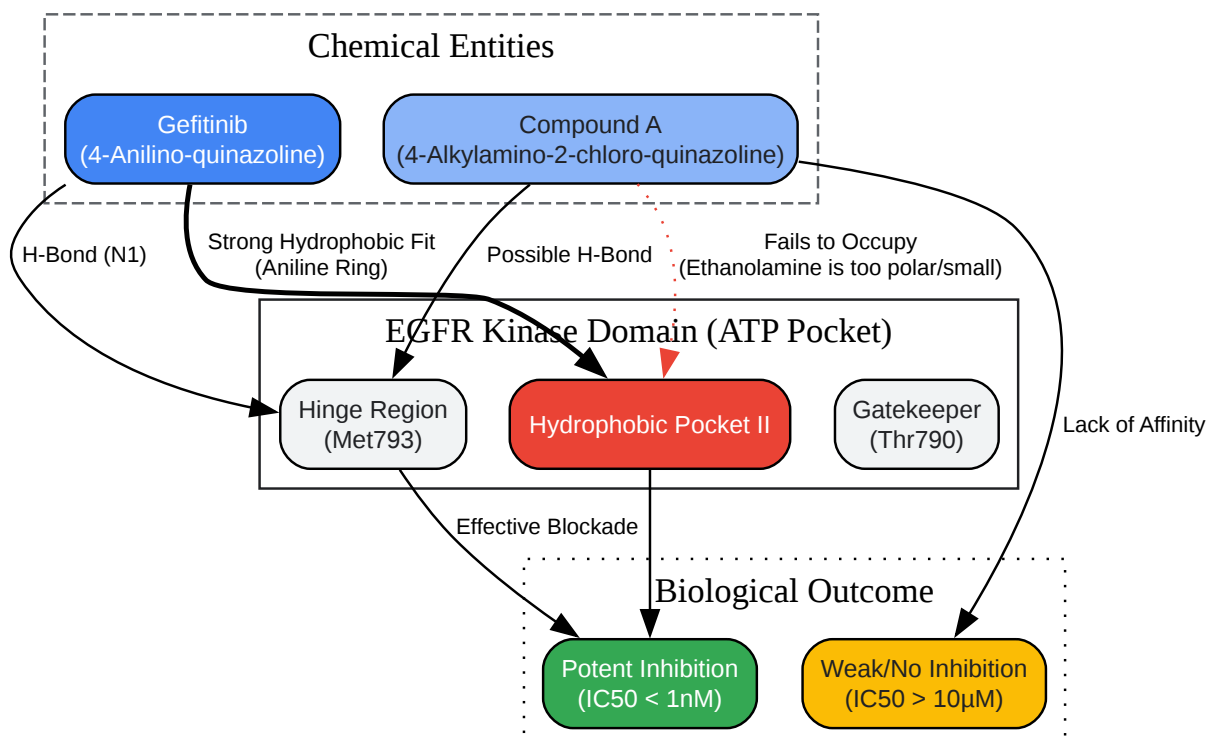 Chemical Entities
Gefitinib
(4-Anilino-quinazoline)
Compound A
(4-Alkylamino-2-chloro-quinazoline)
H-Bond (N1)
Strong Hydrophobic Fit
(Aniline Ring)
Possible H-Bond
Fails to Occupy
(Ethanolamine is too polar/small)
EGFR Kinase Domain (ATP Pocket)
Hinge Region
(Met793)
Hydrophobic Pocket II
Gatekeeper
(Thr790)
Lack of Affinity
Effective Blockade
Biological Outcome
Potent Inhibition
(IC50 < 1nM)
Weak/No Inhibition
(IC50 > 10µM)